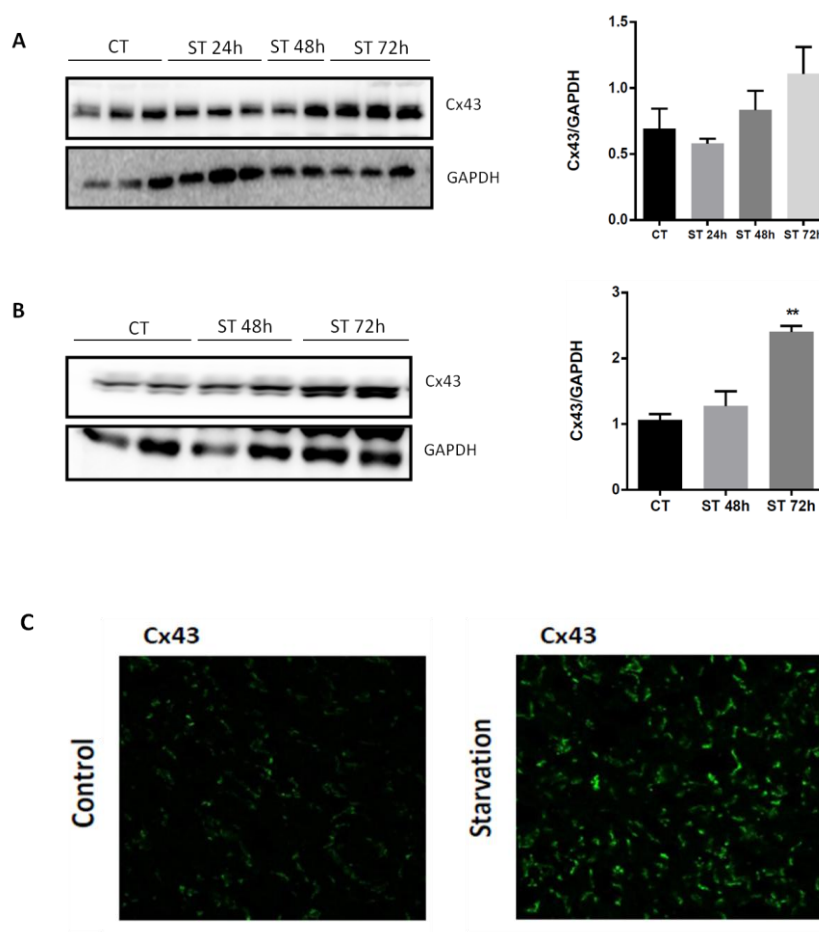 A
CT ST 24h ST 48h ST 72h
Cx43
GAPDH
Cx43/GAPDH
1.5
1.0
0.5
0.0
CT ST 24h ST 48h ST 72h
B
CT ST 48h ST 72h
Cx43
GAPDH
Cx43/GAPDH
3
2
1
0
**
CT ST 48h ST 72h
C
Cx43
Control
Cx43
Starvation